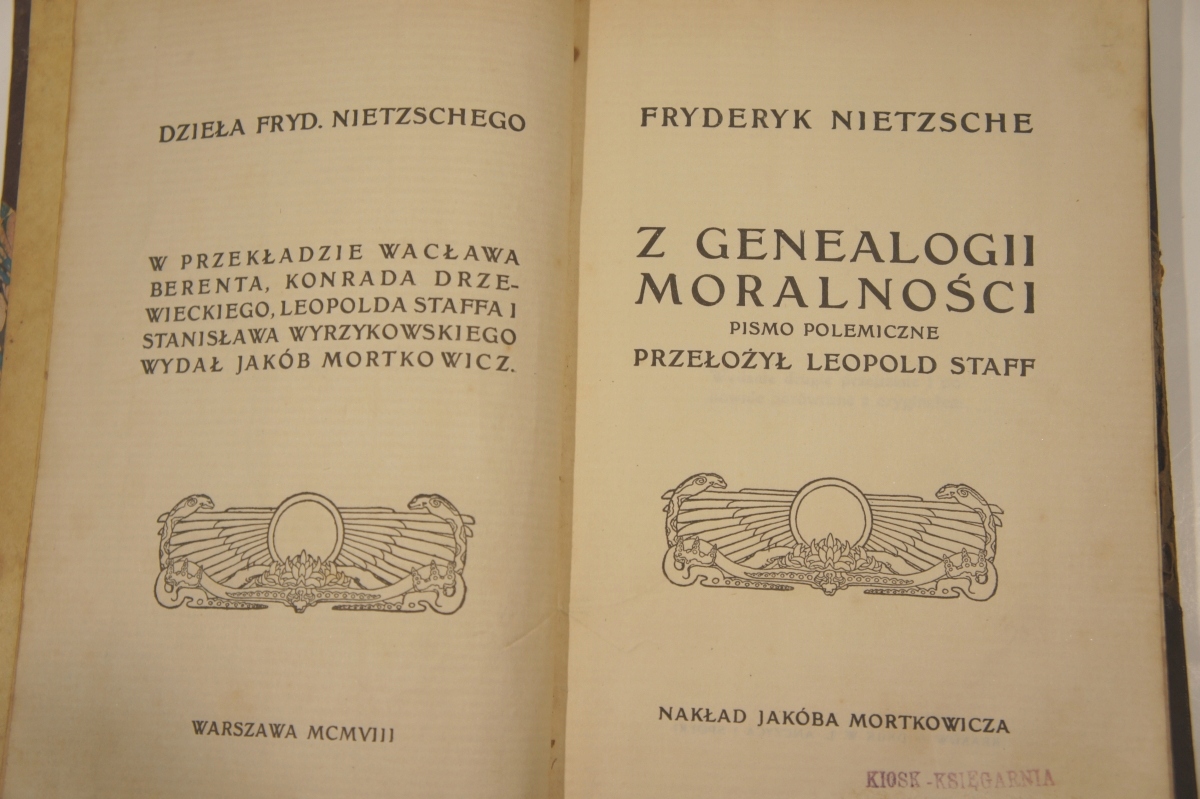 DZIEŁA FRYD. NIETZSCHEGO
W PRZEKŁADZIE WACŁAWA
BERENTA, KONRADA DRZE-
WIECKIEGO, LEOPOLDA STAFFA I
STANISŁAWA WYRZYKOWSKIEGO
WYDAŁ JAKÓB MORTKOWICZ.
WARSZAWA MCMVIII
FRYDERYK NIETZSCHE
Z GENEALOGII
MORALNOŚCI
PISMO POLEMICZNE
PRZEŁOŻYŁ LEOPOLD STAFF
NAKŁAD JAKÓBA MORTKOWICZA
KIOSK-KSIĘGARNIA